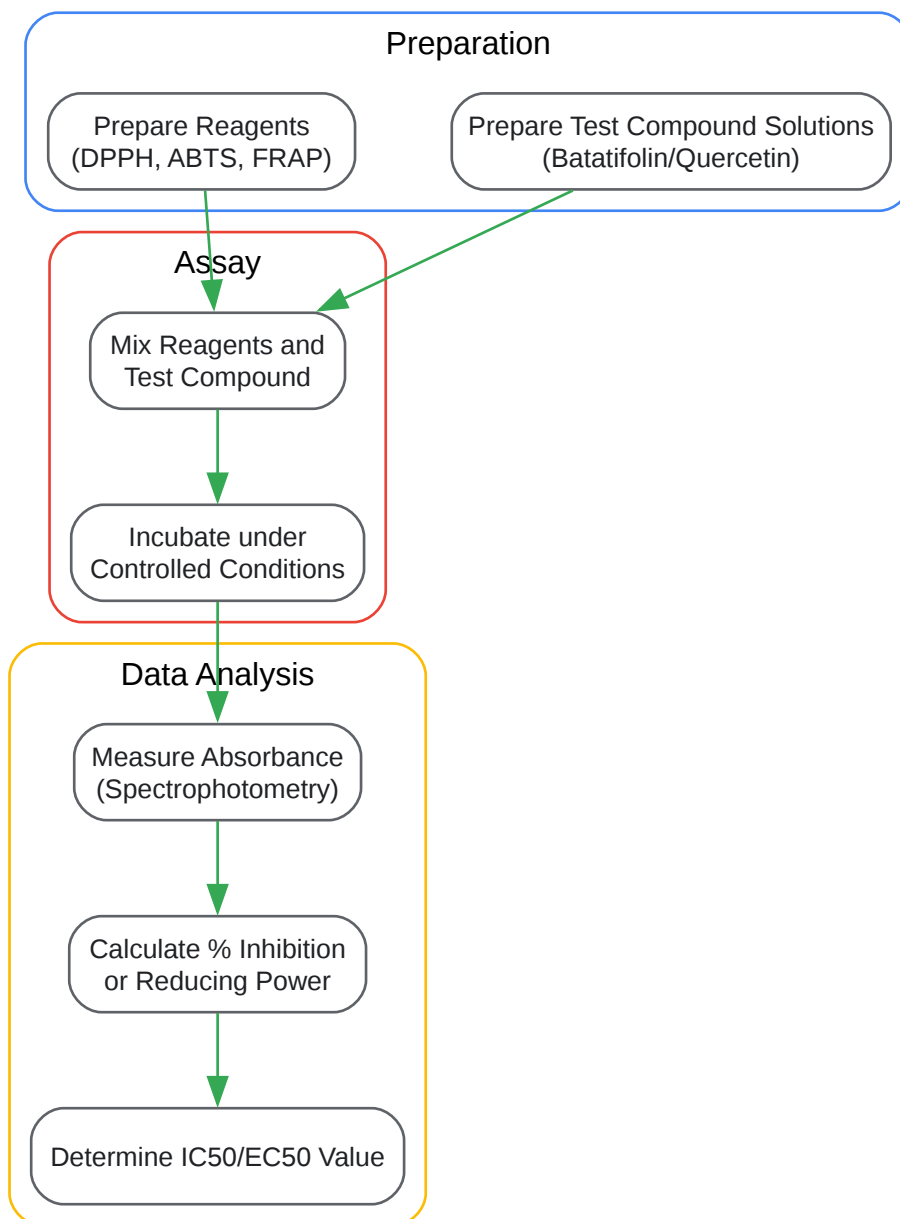 Preparation
Prepare Reagents
(DPPH, ABTS, FRAP)
Prepare Test Compound Solutions
(Batatifolin/Quercetin)
Assay
Mix Reagents and
Test Compound
Incubate under
Controlled Conditions
Data Analysis
Measure Absorbance
(Spectrophotometry)
Calculate % Inhibition
or Reducing Power
Determine IC50/EC50 Value